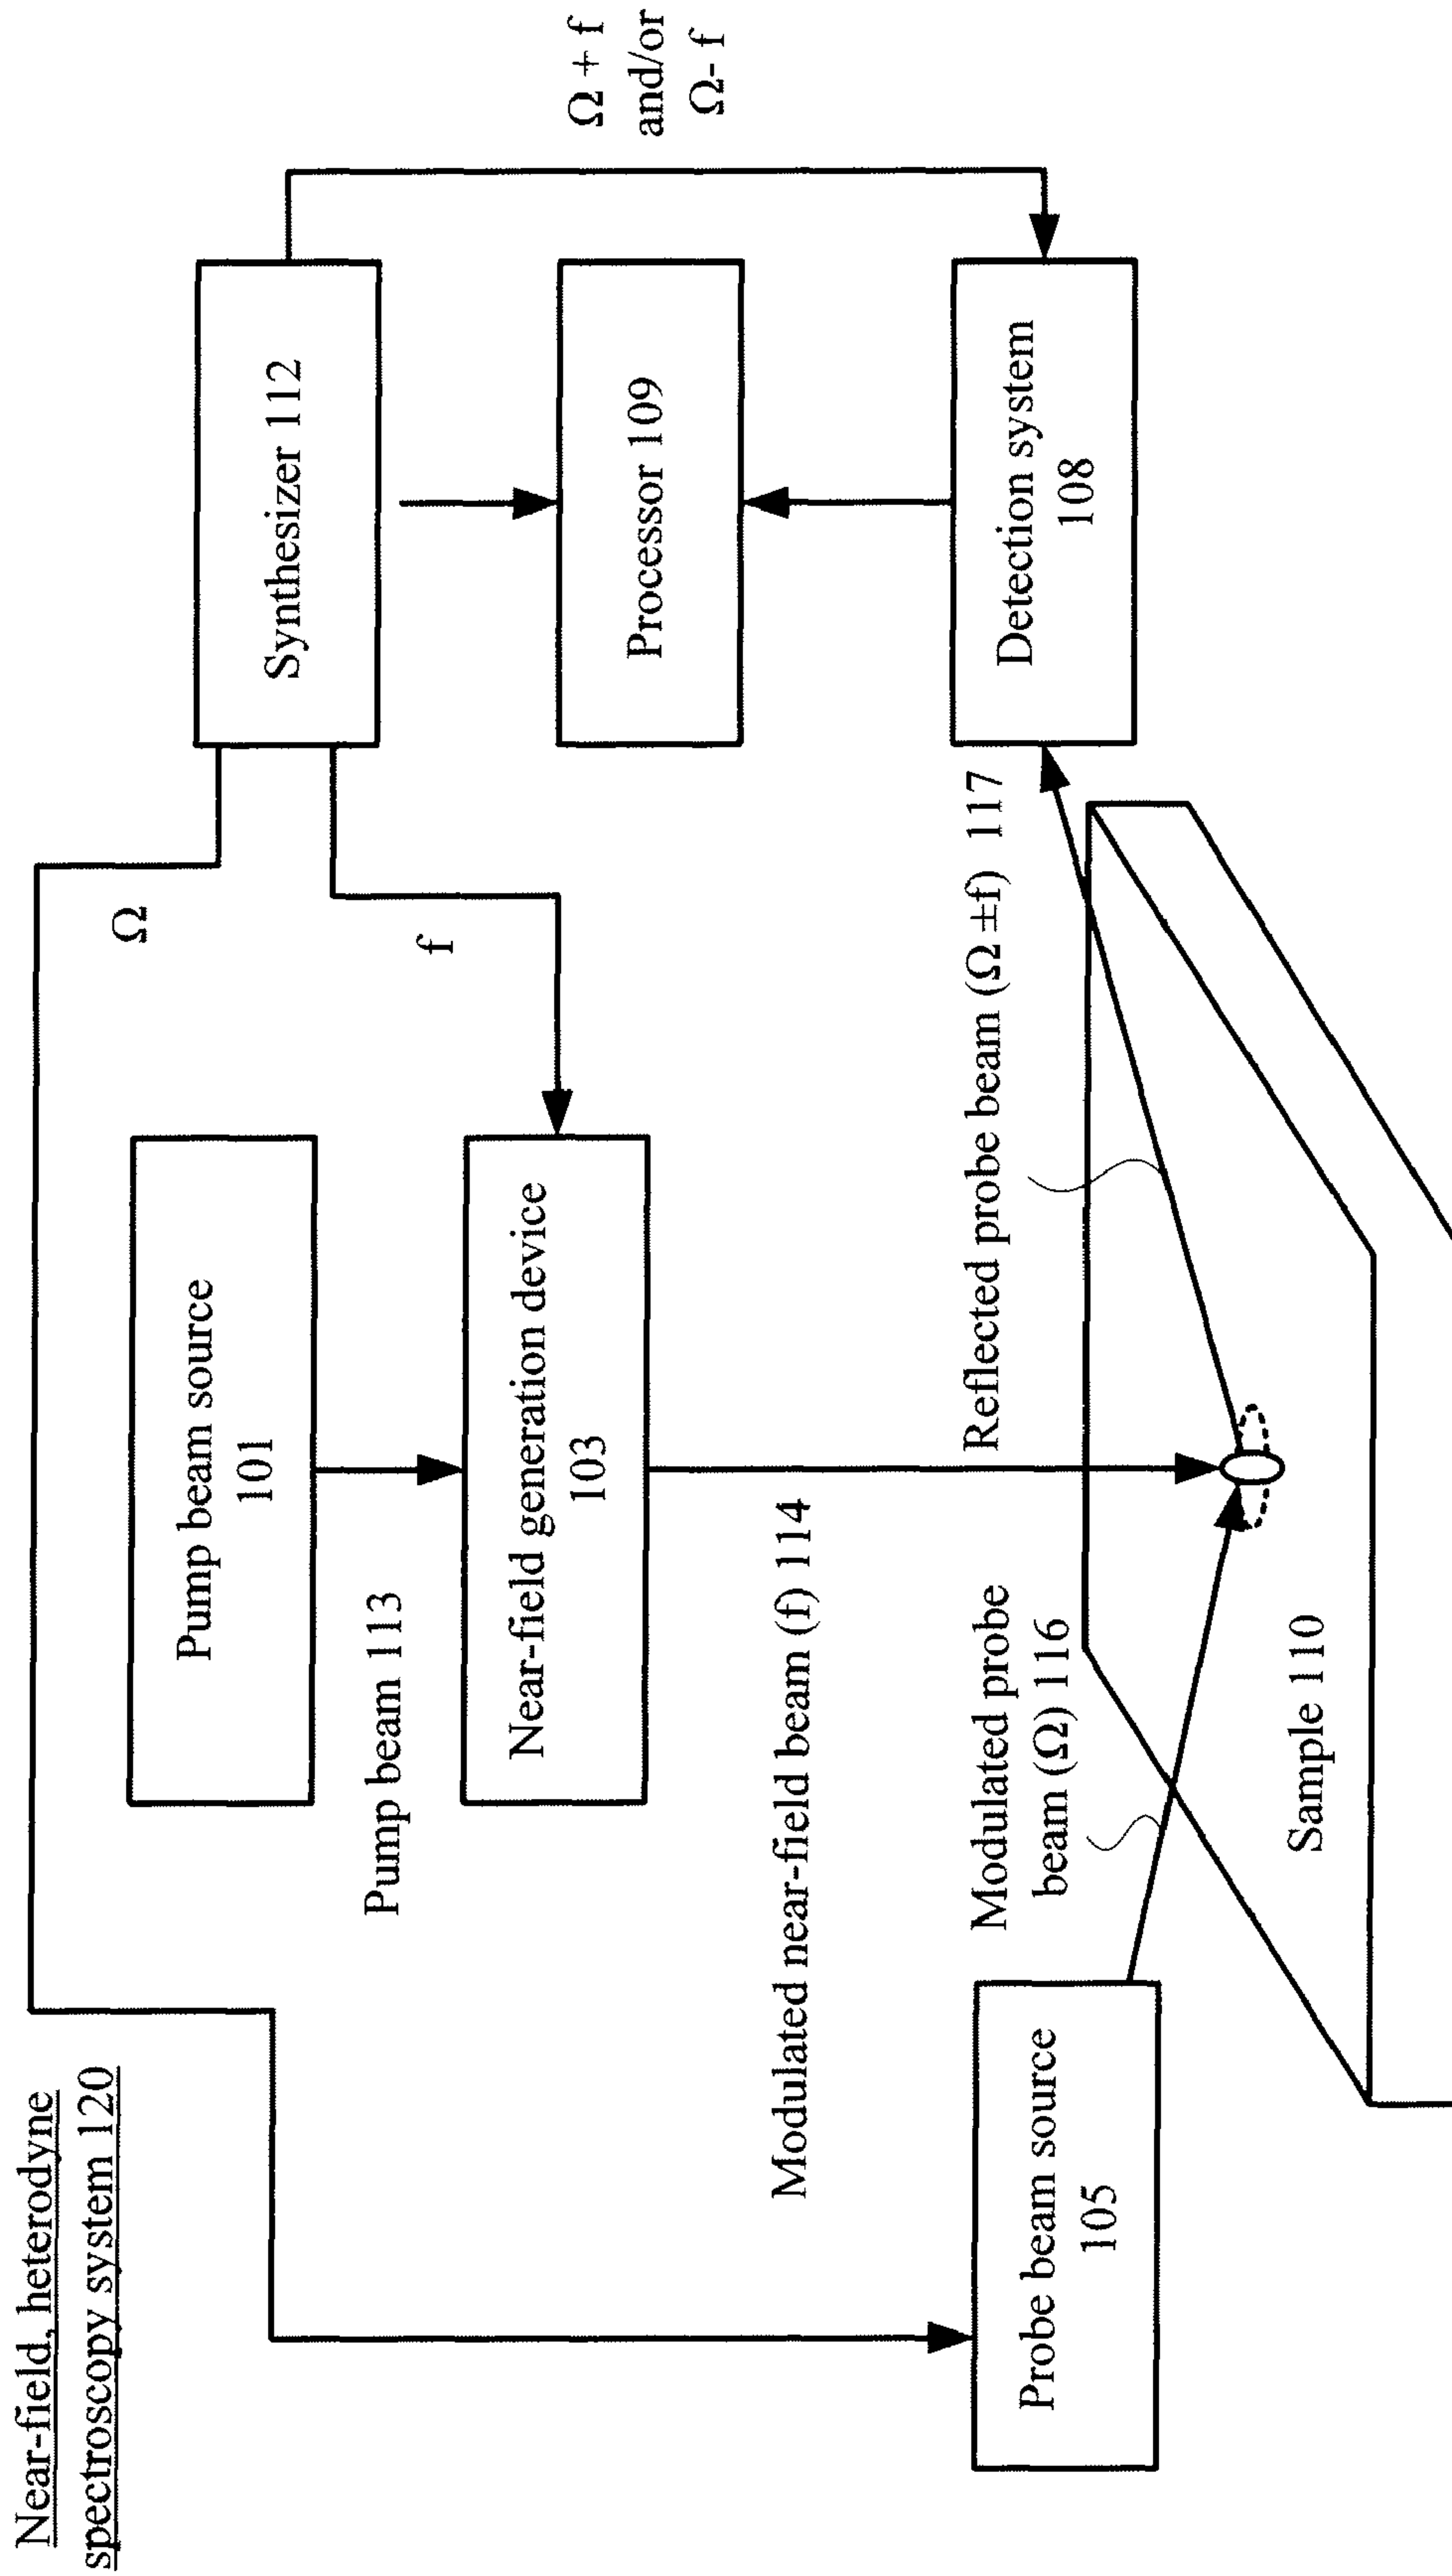 Near-field, heterodyne
spectroscopy system 120
Ω
f
Ω + f
and/or
Ω- f
Pump beam source
101
Synthesizer 112
Pump beam 113
Near-field generation device
103
Processor 109
Modulated near-field beam (f) 114
Reflected probe beam (Ω ±f) 117
Modulated probe
beam (Ω) 116
Detection system
108
Probe beam source
105
Sample 110